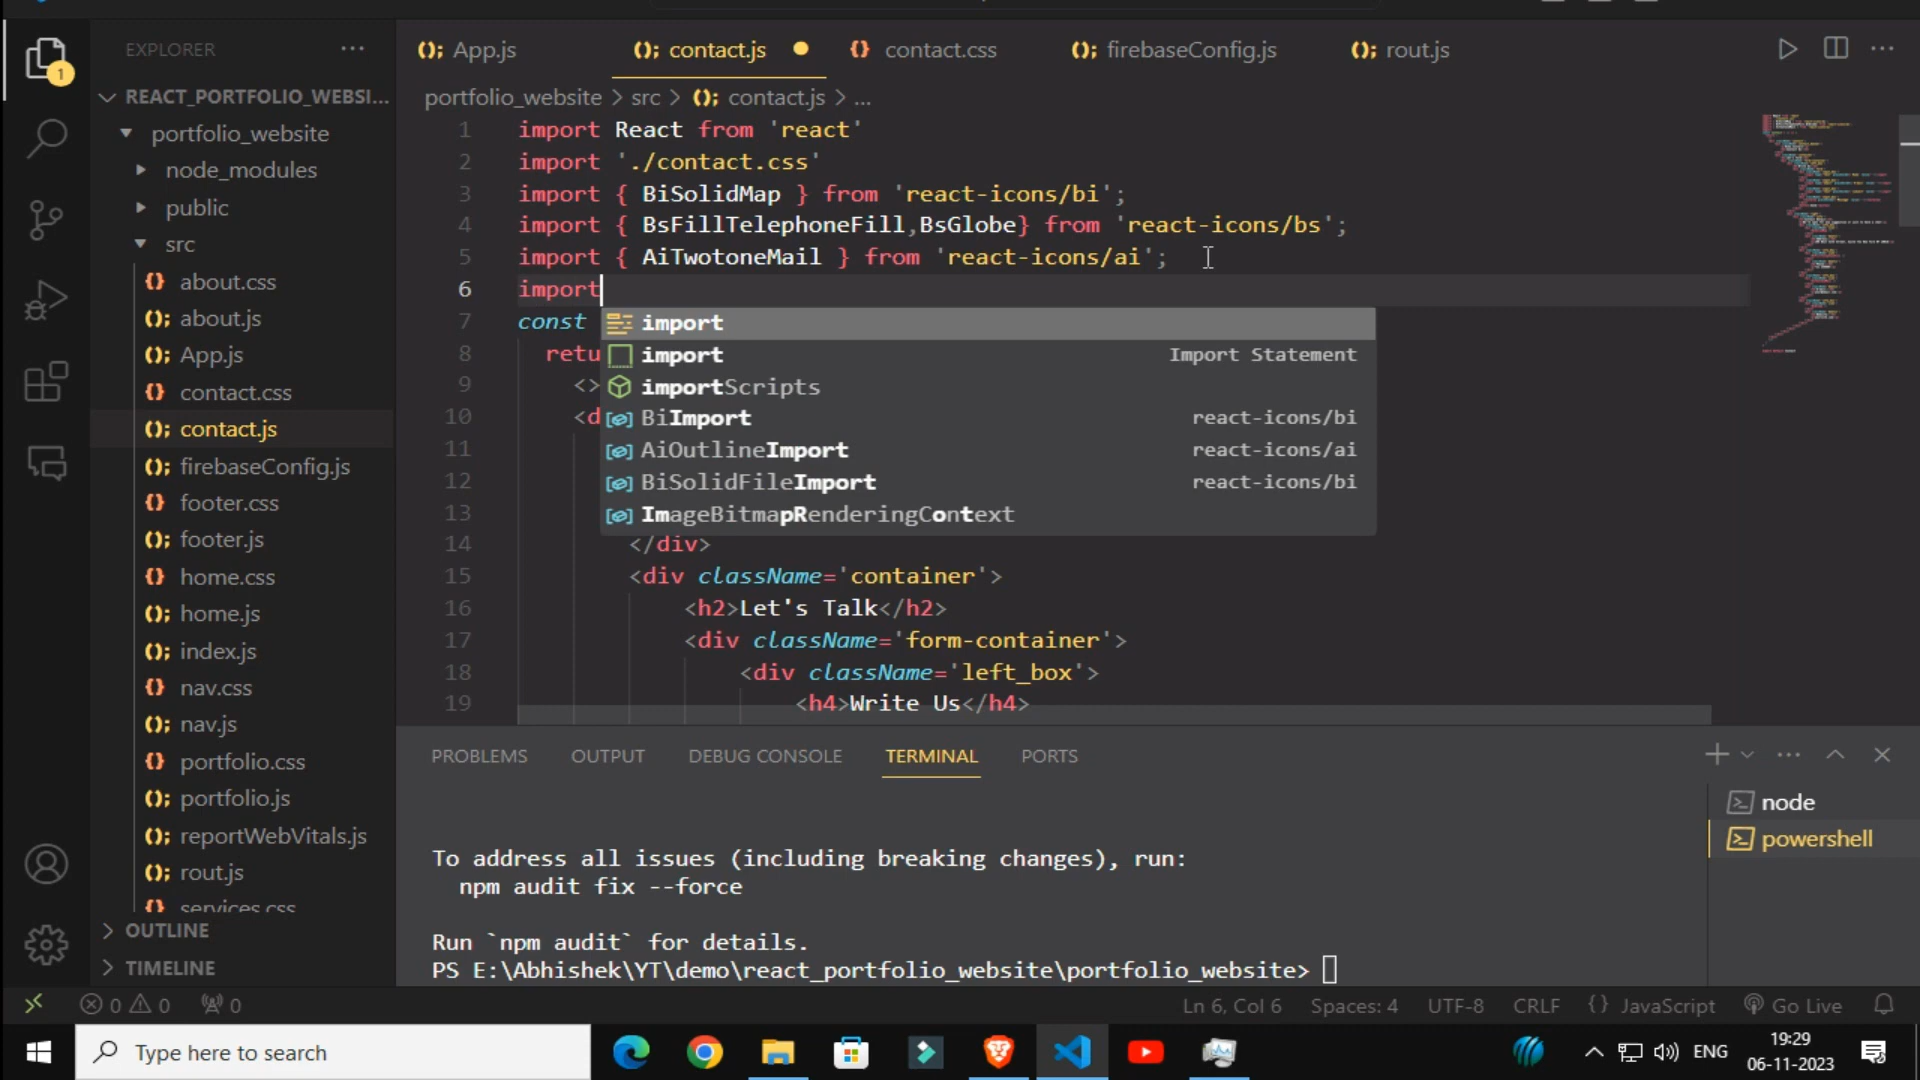 EXPLORER
1
REACT_PORTFOLIO_WEBSI...
portfolio_website
node_modules
public
src
about.css
about.js
App.js
contact.css
contact.js
firebaseConfig.js
footer.css
footer.js
home.css
home.js
index.js
nav.css
nav.js
portfolio.css
portfolio.js
reportWebVitals.js
rout.js
services.css
OUTLINE
TIMELINE
App.js contact.js contact.css firebaseConfig.js rout.js
portfolio_website > src > contact.js > ...
1 import React from 'react'
2 import './contact.css'
3 import { BiSolidMap } from 'react-icons/bi';
4 import { BsFillTelephoneFill,BsGlobe} from 'react-icons/bs';
5 import { AiTwotoneMail } from 'react-icons/ai';
6 import
7 const
8 retu
9 <>
10 <d
11
12
13
import
import Import Statement
importScripts
BiImport react-icons/bi
AiOutlineImport react-icons/ai
BiSolidFileImport react-icons/bi
ImageBitmapRenderingContext
14 </div>
15 <div className='container'>
16 <h2>Let's Talk</h2>
17 <div className='form-container'>
18 <div className='left_box'>
19 <h4>Write Us</h4>
PROBLEMS OUTPUT DEBUG CONSOLE TERMINAL PORTS
node
powershell
To address all issues (including breaking changes), run:
npm audit fix --force
Run `npm audit` for details.
PS E:\Abhishek\YT\demo\react_portfolio_website\portfolio_website>
0 0 0 Ln 6, Col 6 Spaces: 4 UTF-8 CRLF {} JavaScript Go Live
Type here to search
ENG
19:29
06-11-2023